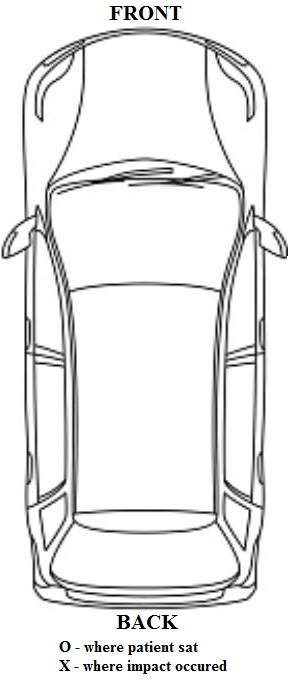 FRONT
BACK
O - where patient sat
X - where impact occured